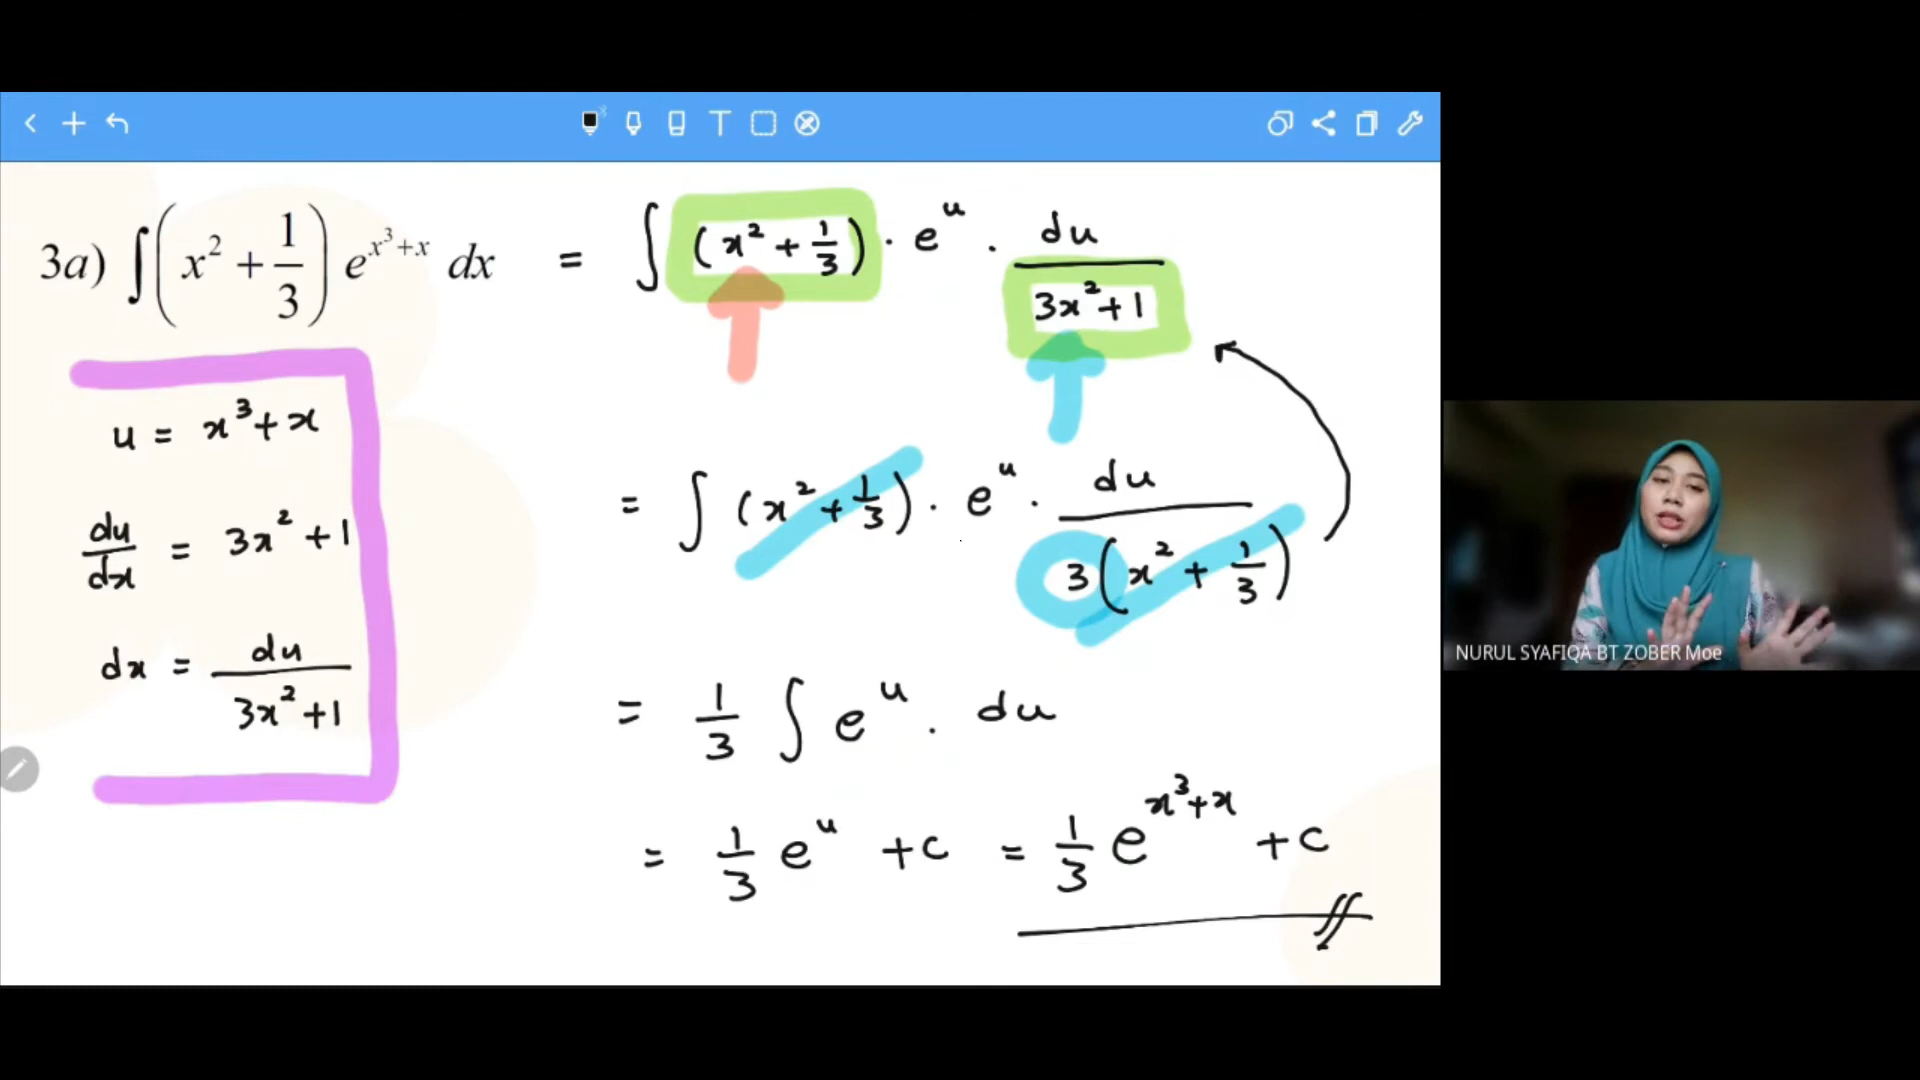 3a) ∫(x² + 1/3) e^(x³+x) dx = ∫ (x² + 1/3) · e^u · du/(3x² + 1)
u = x³ + x
du/dx = 3x² + 1
dx = du/(3x² + 1)
= ∫ (x² + 1/3) · e^u · du/(3(x² + 1/3))
= 1/3 ∫ e^u · du
= 1/3 e^u + c = 1/3 e^(x³+x) + c
T
NURUL SYAFIQA BT ZOBER Moe